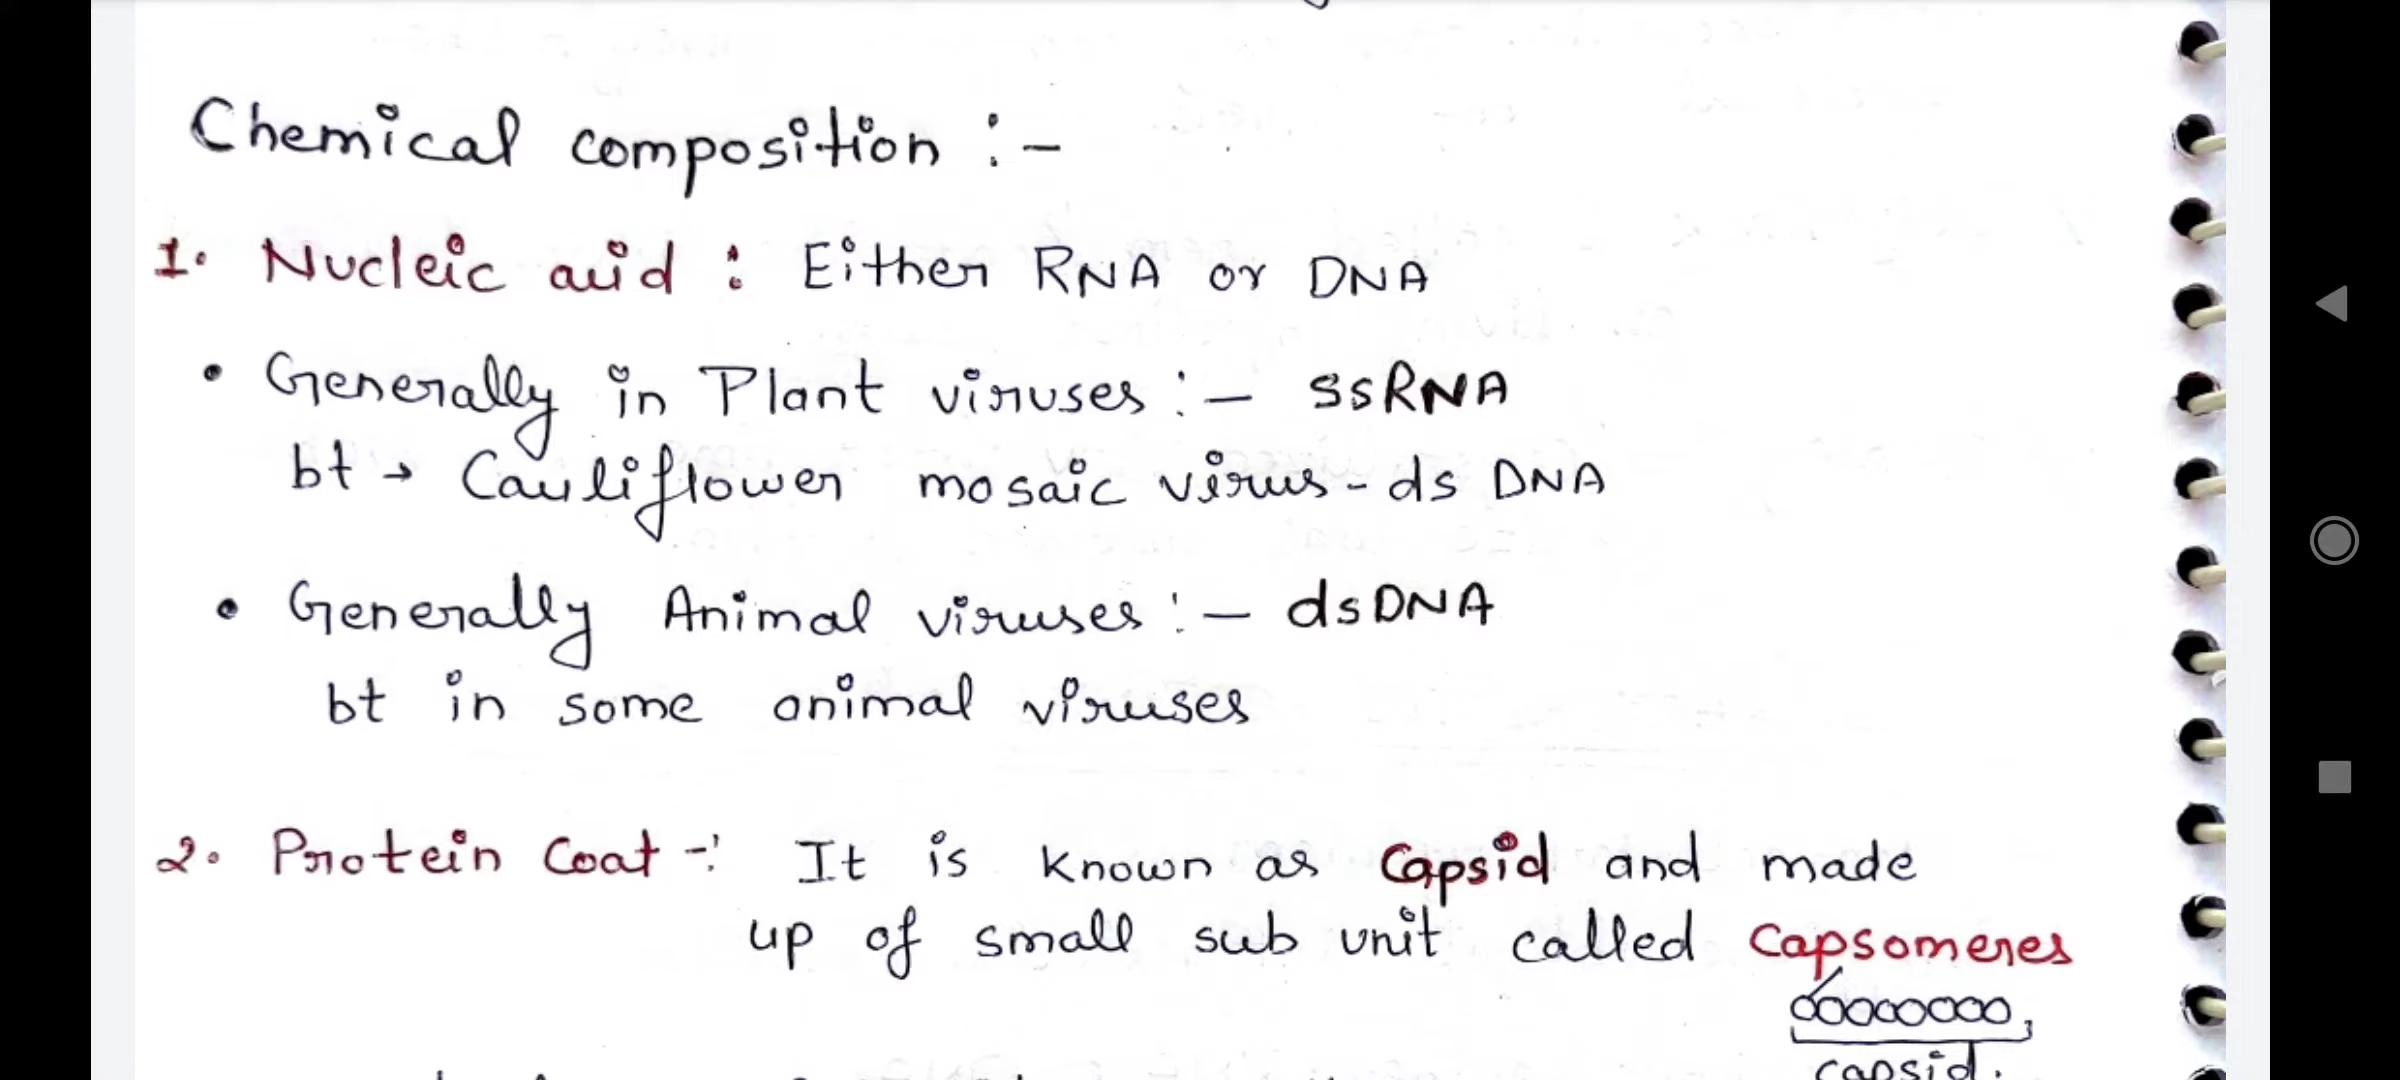 Chemical composition :-
1. Nucleic acid : Either RNA or DNA
• Generally in Plant viruses :- ssRNA
bt → Cauliflower mosaic virus - ds DNA
• Generally Animal viruses :- dsDNA
bt in some animal viruses
2. Protein Coat -: It is known as Capsid and made
up of small sub unit called Capsomeres
capsid.